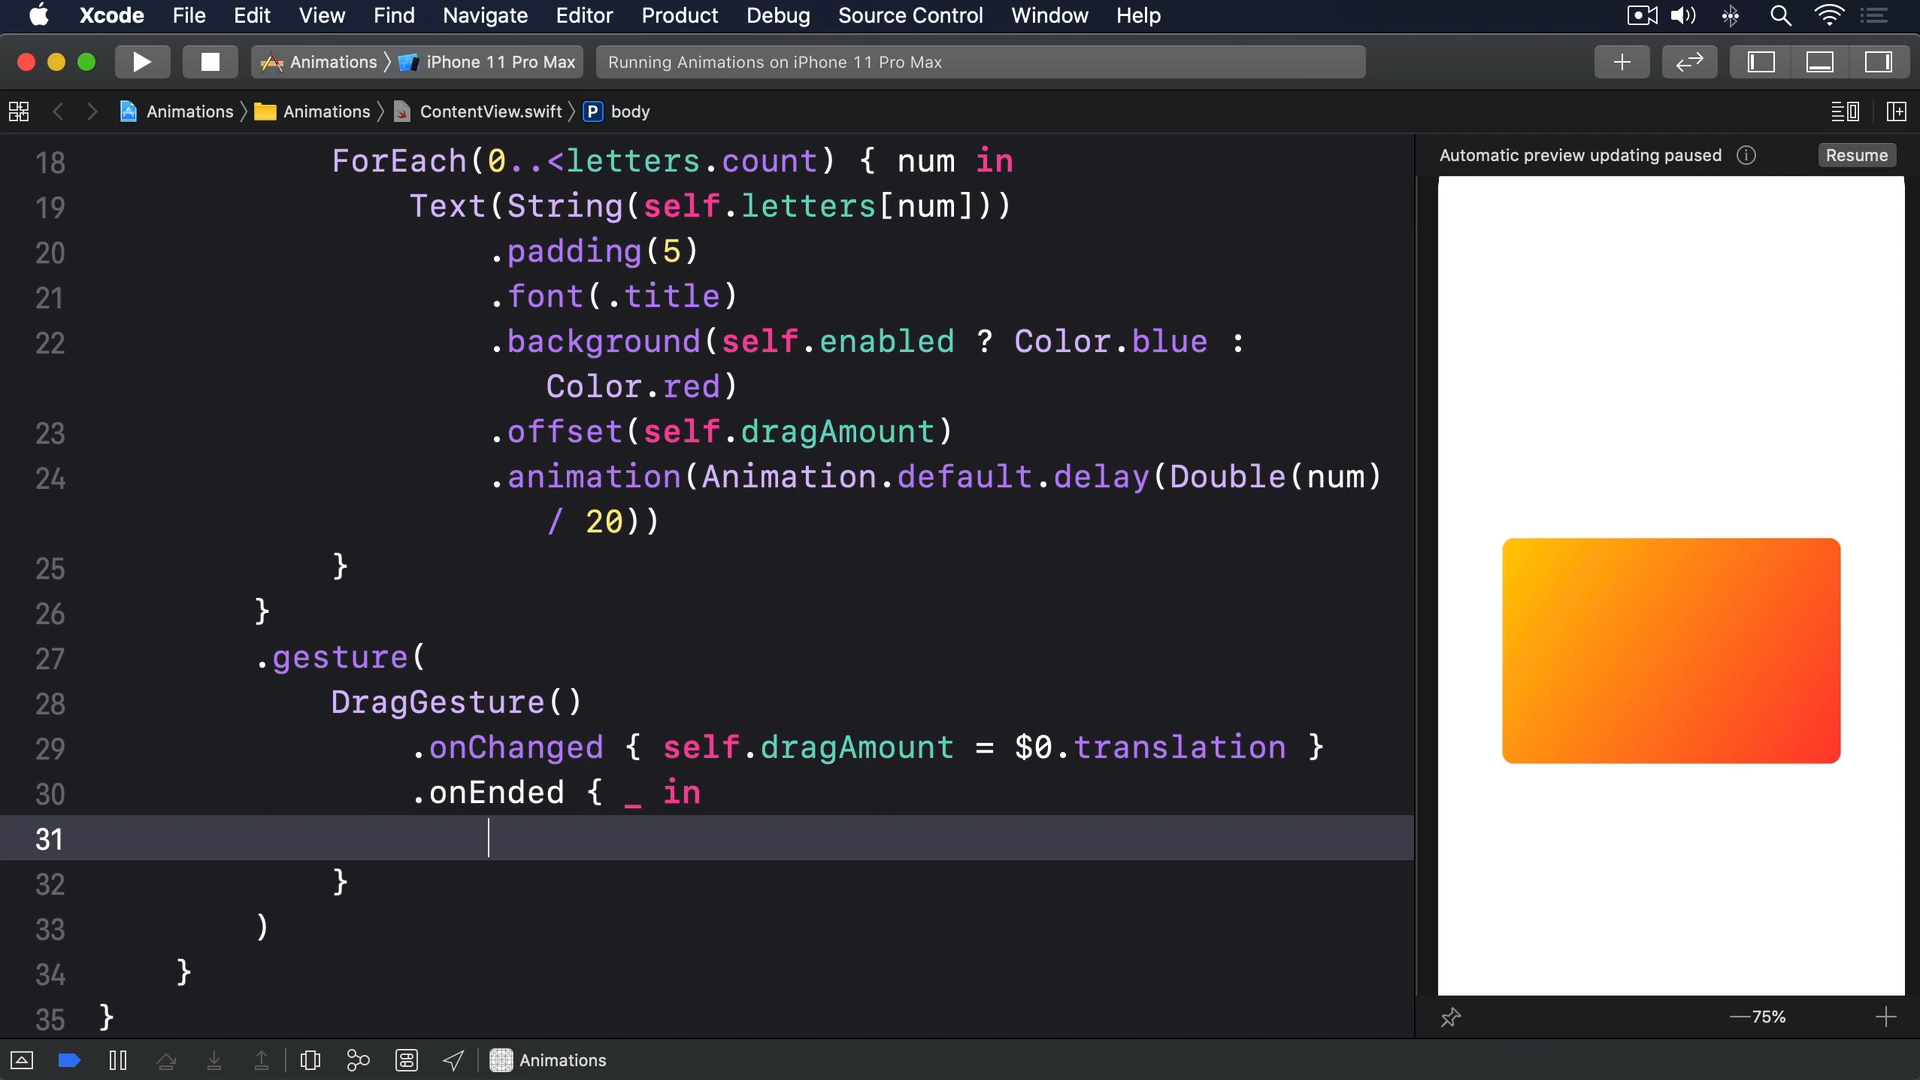 Xcode File Edit View Find Navigate Editor Product Debug Source Control Window Help
Animations 〉 iPhone 11 Pro Max Running Animations on iPhone 11 Pro Max
Animations 〉 Animations 〉 ContentView.swift 〉 P body
Automatic preview updating paused Resume
18 ForEach(0..<letters.count) { num in
19 Text(String(self.letters[num]))
20 .padding(5)
21 .font(.title)
22 .background(self.enabled ? Color.blue :
Color.red)
23 .offset(self.dragAmount)
24 .animation(Animation.default.delay(Double(num)
/ 20))
25 }
26 }
27 .gesture(
28 DragGesture()
29 .onChanged { self.dragAmount = $0.translation }
30 .onEnded { _ in
31
32 }
33 )
34 }
35 }
75%
Animations